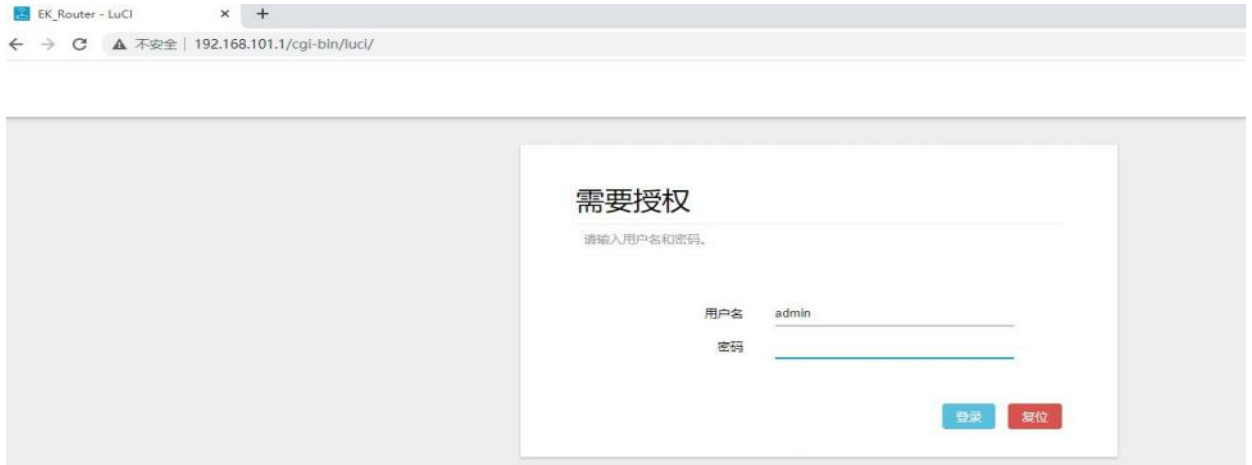 EK_Router - LuCI
不安全 | 192.168.101.1/cgi-bin/luci/
需要授权
请输入用户名和密码。
用户名 admin
密码
登录 复位